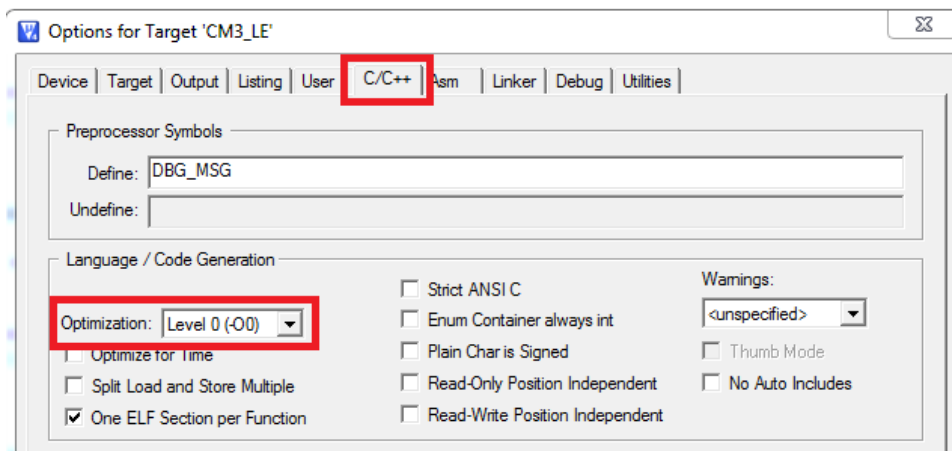 Options for Target 'CM3_LE'
Device Target Output Listing User C/C++ Asm Linker Debug Utilities
Preprocessor Symbols
Define: DBG_MSG
Undefine:
Language / Code Generation
Optimization: Level 0 (-O0)
Optimize for Time
Split Load and Store Multiple
One ELF Section per Function
Strict ANSI C
Enum Container always int
Plain Char is Signed
Read-Only Position Independent
Read-Write Position Independent
Warnings:
<unspecified>
Thumb Mode
No Auto Includes